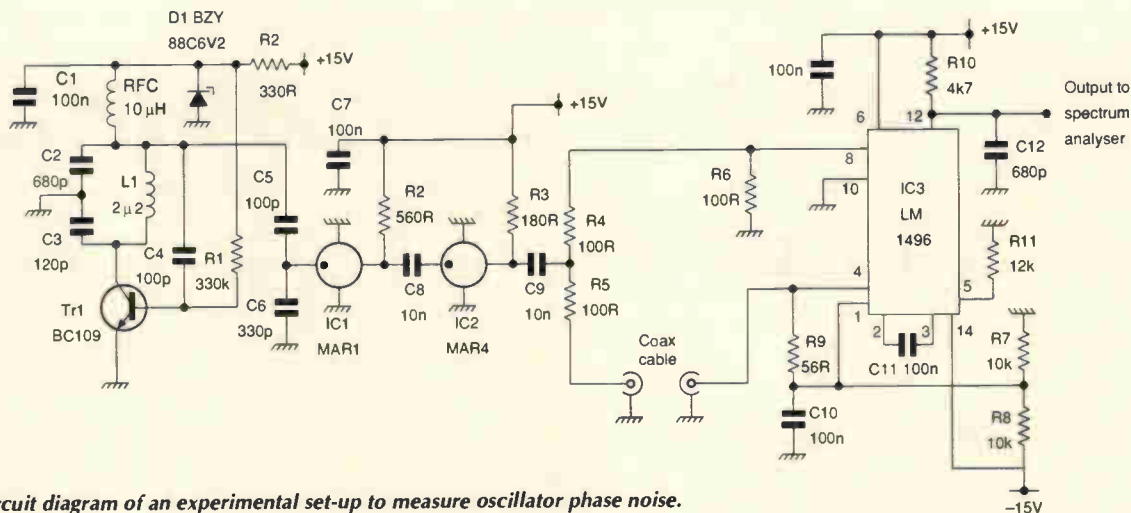 D1 BZY
88C6V2
R2
+15V
330R
C1
100n
RFC
10 µH
C2
680p
L1
2µ2
C3
120p
C4
100p
R1
330k
Tr1
BC109
C5
100p
C6
330p
C7
100n
+15V
R2
560R
R3
180R
IC1
MAR1
C8
10n
IC2
MAR4
C9
10n
R4
100R
R5
100R
R6
100R
Coax
cable
R9
56R
C10
100n
100n
+15V
R10
4k7
Output to
spectrum
analyser
C12
680p
6
12
8
10
IC3
LM
1496
4
1
2
3
5
14
C11 100n
R11
12k
R7
10k
R8
10k
−15V
rcuit diagram of an experimental set-up to measure oscillator phase noise.